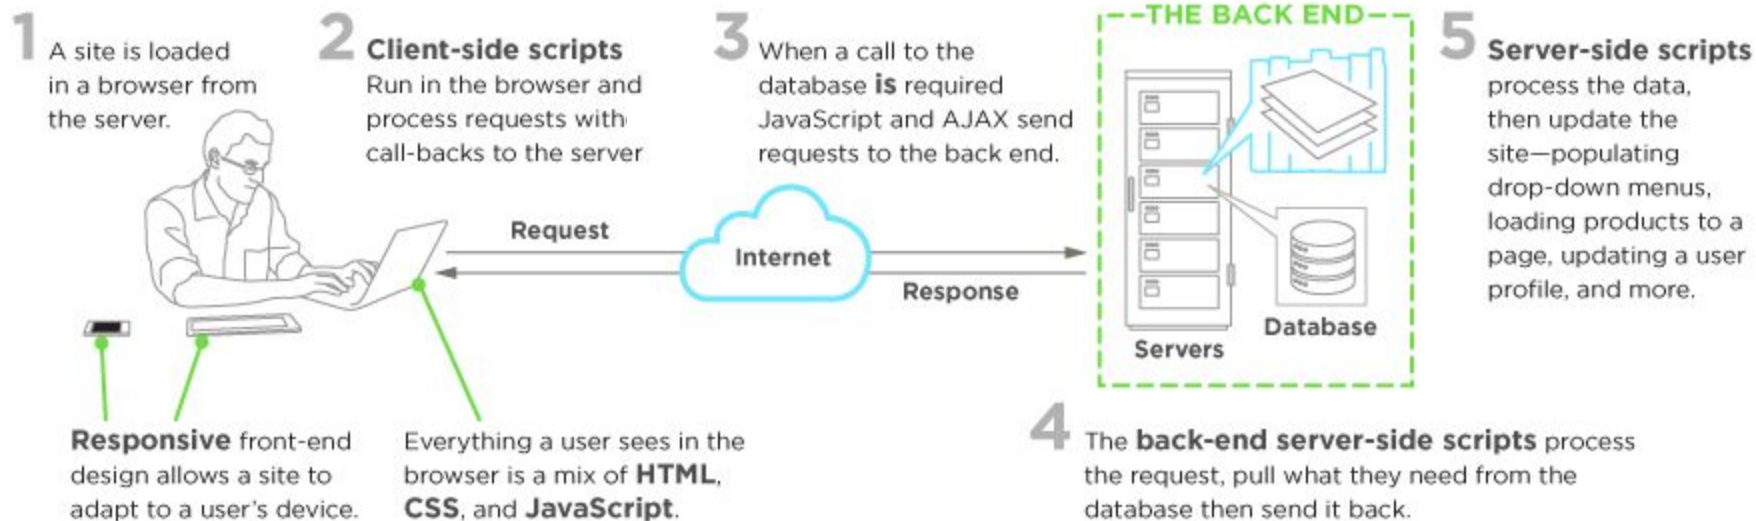 1
A site is loaded
in a browser from
the server.
2
Client-side scripts
Run in the browser and
process requests with
call-backs to the server
3
When a call to the
database is required
JavaScript and AJAX send
requests to the back end.
THE BACK END
5
Server-side scripts
process the data,
then update the
site—populating
drop-down menus,
loading products to a
page, updating a user
profile, and more.
Request
Internet
Response
Database
Servers
Responsive front-end
design allows a site to
adapt to a user's device.
Everything a user sees in the
browser is a mix of HTML,
CSS, and JavaScript.
4
The back-end server-side scripts process
the request, pull what they need from the
database then send it back.